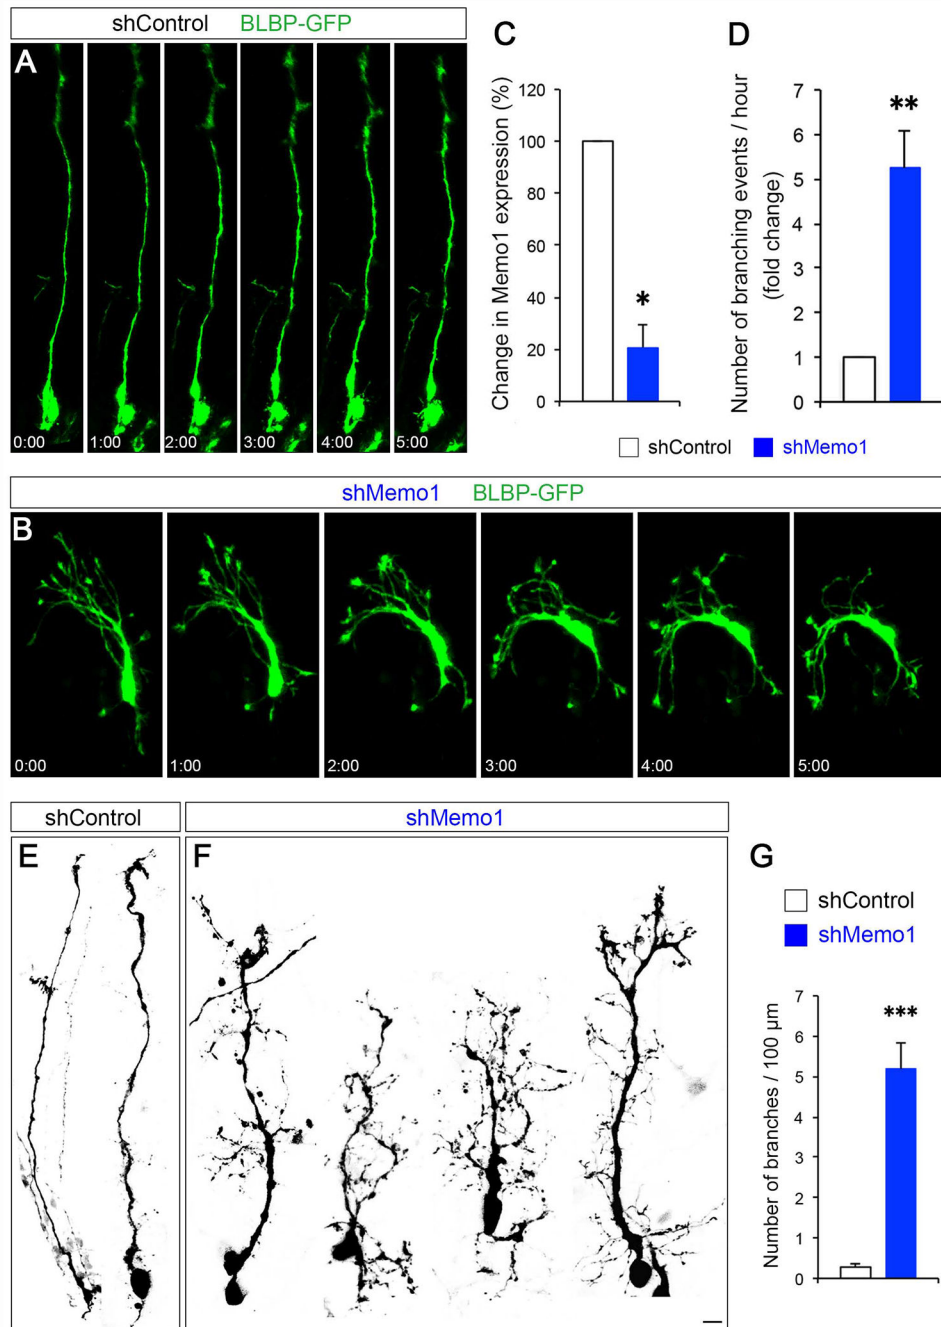 shControl BLBP-GFP
A
0:00 1:00 2:00 3:00 4:00 5:00
C
Change in Memo1 expression (%)
120
100
80
60
40
20
0
*
D
Number of branching events / hour
(fold change)
7
6
5
4
3
2
1
0
**
shControl shMemo1
shMemo1 BLBP-GFP
B
0:00 1:00 2:00 3:00 4:00 5:00
shControl
E
shMemo1
F
G
shControl
shMemo1
Number of branches / 100 µm
7
6
5
4
3
2
1
0
***